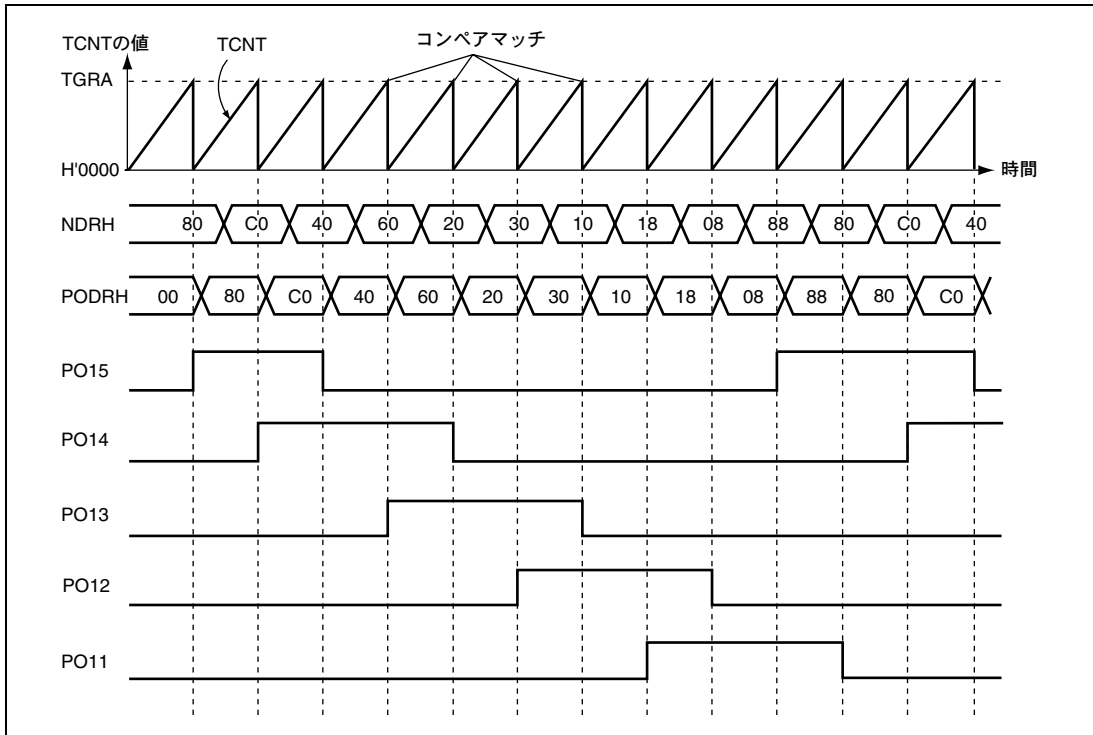 TCNTの値 TCNT コンペアマッチ
TGRA
H'0000 時間
NDRH 80 C0 40 60 20 30 10 18 08 88 80 C0 40
PODRH 00 80 C0 40 60 20 30 10 18 08 88 80 C0
PO15
PO14
PO13
PO12
PO11